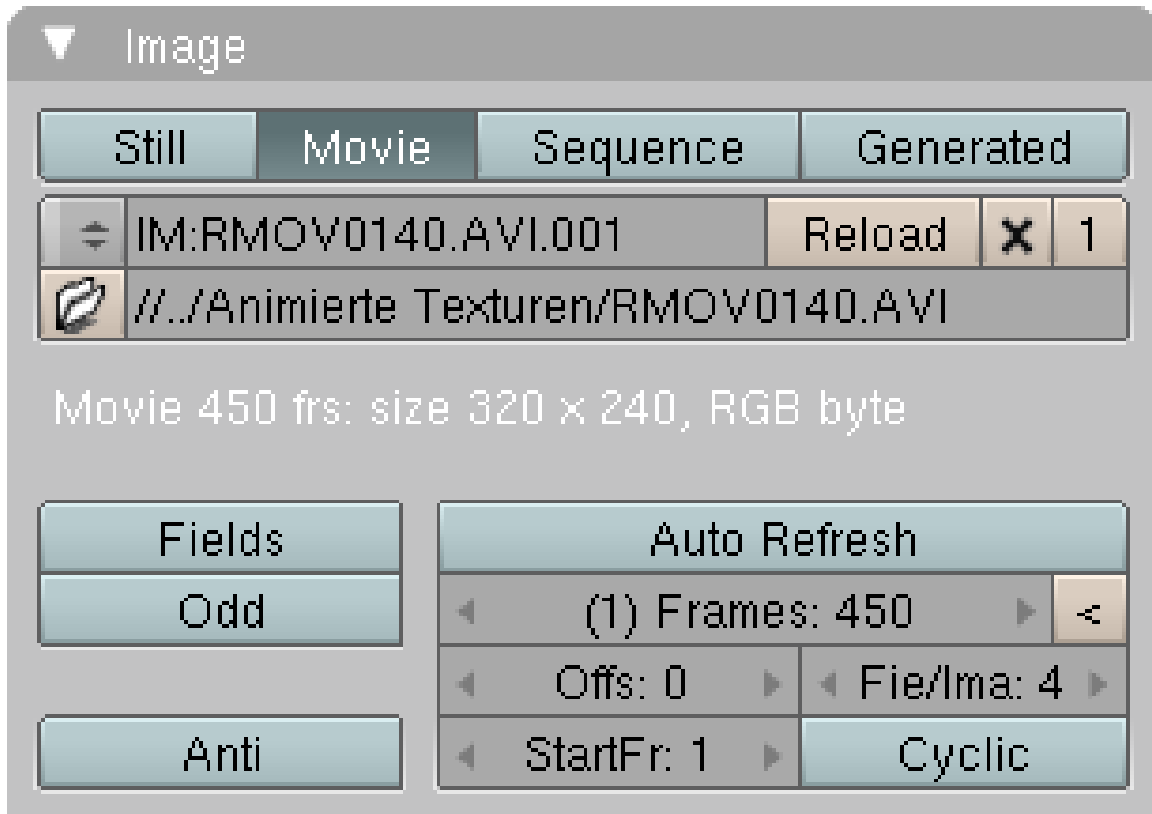 Image
Still Movie Sequence Generated
IM:RMOV0140.AVI.001 Reload X 1
//../Animierte Texturen/RMOV0140.AVI
Movie 450 frs: size 320 x 240, RGB byte
Fields Auto Refresh
Odd (1) Frames: 450 <
Offs: 0 Fie/Ima: 4
Anti StartFr: 1 Cyclic